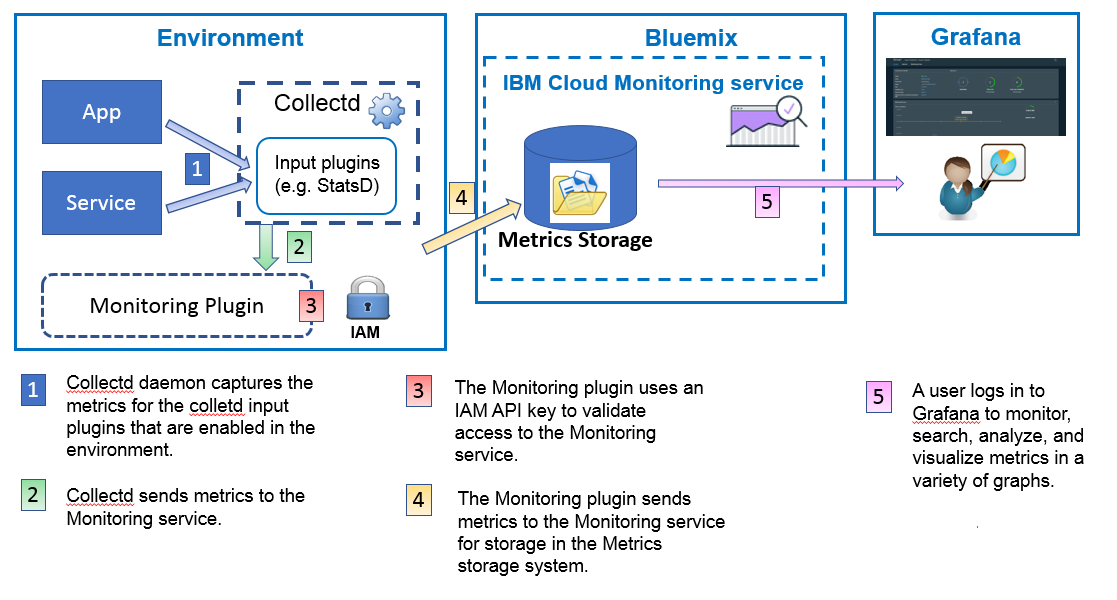 Environment
Bluemix
Grafana
IBM Cloud Monitoring service
App
Collectd
Input plugins
(e.g. StatsD)
1
Service
2
4
5
Metrics Storage
Monitoring Plugin
3
IAM
1
Collectd daemon captures the
metrics for the colletd input
plugins that are enabled in the
environment.
2
Collectd sends metrics to the
Monitoring service.
3
The Monitoring plugin uses an
IAM API key to validate
access to the Monitoring
service.
4
The Monitoring plugin sends
metrics to the Monitoring service
for storage in the Metrics
storage system.
5
A user logs in to
Grafana to monitor,
search, analyze, and
visualize metrics in a
variety of graphs.